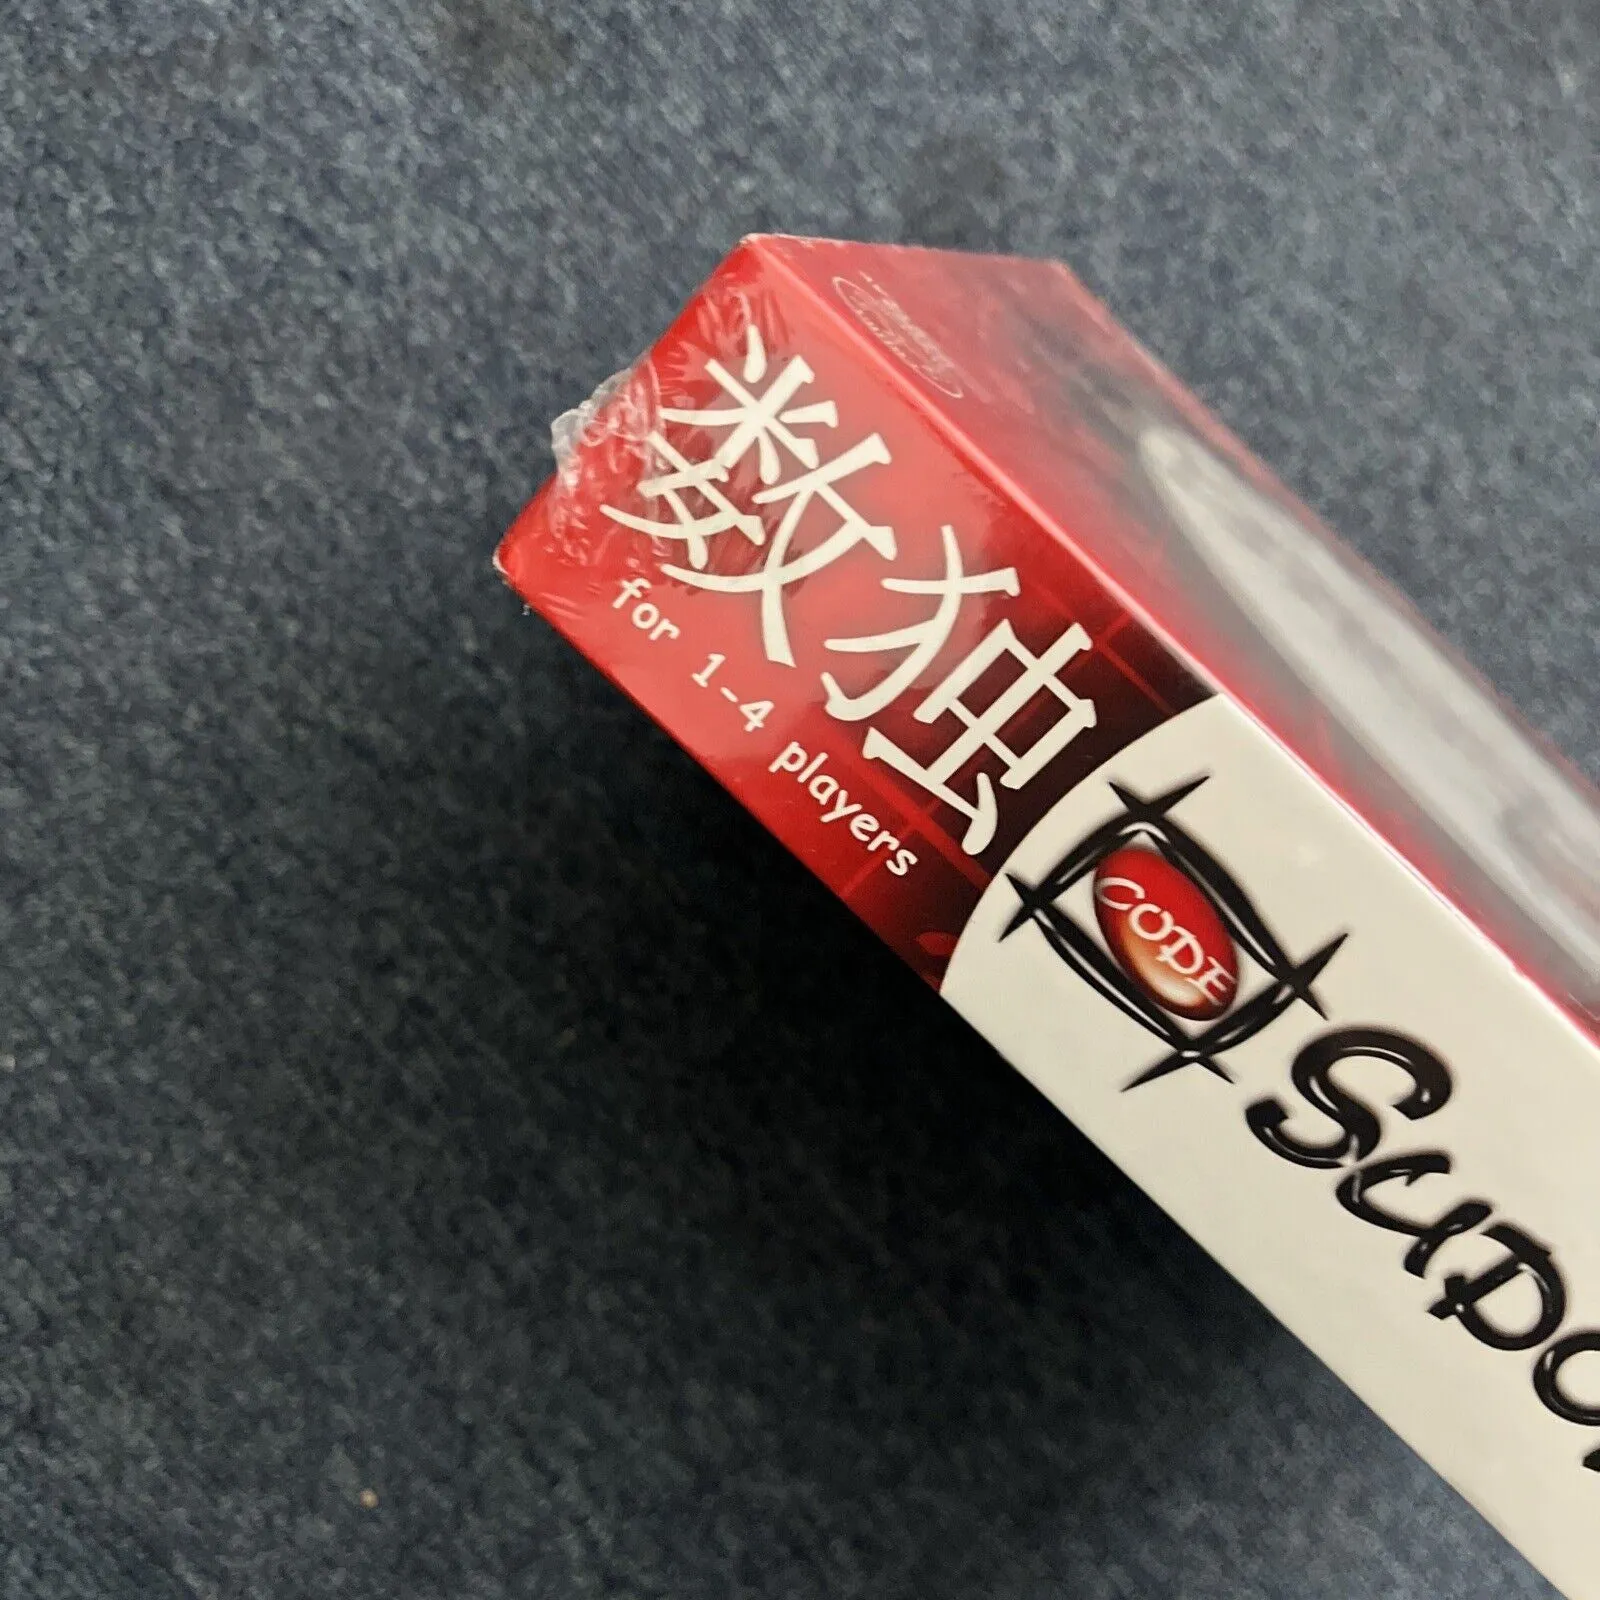 数独
for 1-4 players
CODE
SUDO